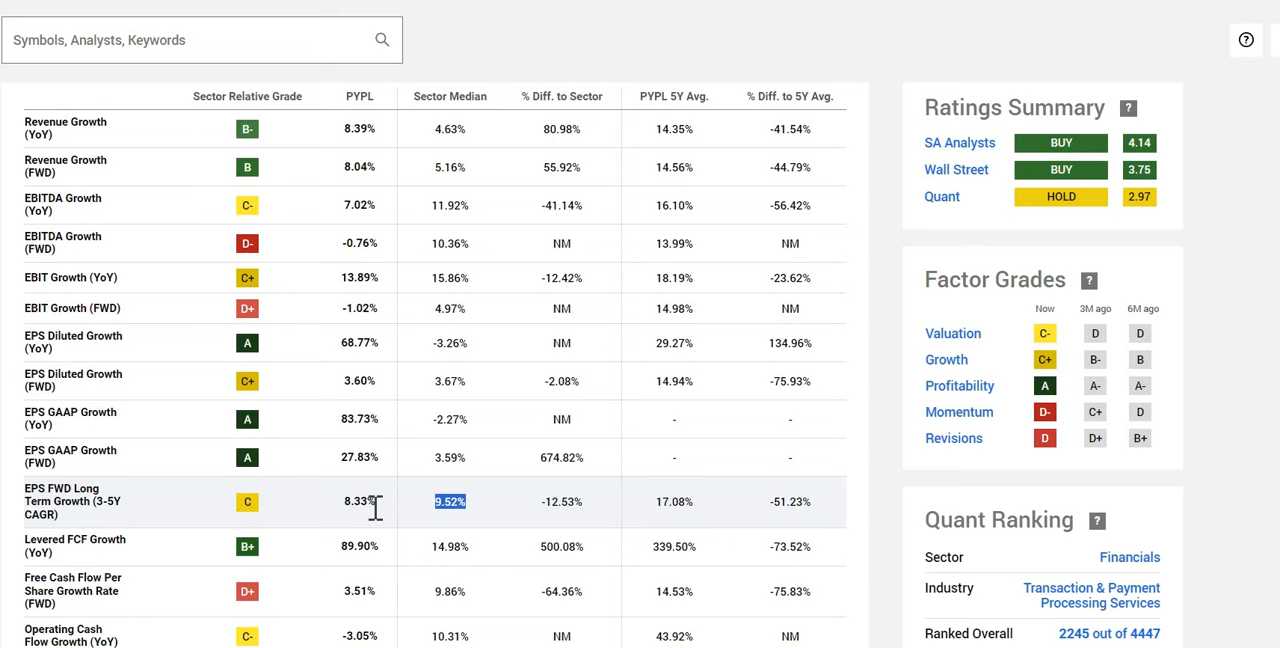 Symbols, Analysts, Keywords
?
Sector Relative Grade PYPL Sector Median % Diff. to Sector PYPL 5Y Avg. % Diff. to 5Y Avg.
Revenue Growth
(YoY) B- 8.39% 4.63% 80.98% 14.35% -41.54%
Revenue Growth
(FWD) B 8.04% 5.16% 55.92% 14.56% -44.79%
EBITDA Growth
(YoY) C- 7.02% 11.92% -41.14% 16.10% -56.42%
EBITDA Growth
(FWD) D- -0.76% 10.36% NM 13.99% NM
EBIT Growth (YoY) C+ 13.89% 15.86% -12.42% 18.19% -23.62%
EBIT Growth (FWD) D+ -1.02% 4.97% NM 14.98% NM
EPS Diluted Growth
(YoY) A 68.77% -3.26% NM 29.27% 134.96%
EPS Diluted Growth
(FWD) C+ 3.60% 3.67% -2.08% 14.94% -75.93%
EPS GAAP Growth
(YoY) A 83.73% -2.27% NM - -
EPS GAAP Growth
(FWD) A 27.83% 3.59% 674.82% - -
EPS FWD Long
Term Growth (3-5Y C 8.33% 9.52% -12.53% 17.08% -51.23%
CAGR)
Levered FCF Growth
(YoY) B+ 89.90% 14.98% 500.08% 339.50% -73.52%
Free Cash Flow Per
Share Growth Rate D+ 3.51% 9.86% -64.36% 14.53% -75.83%
(FWD)
Operating Cash
Flow Growth (YoY) C- -3.05% 10.31% NM 43.92% NM
Ratings Summary ?
SA Analysts BUY 4.14
Wall Street BUY 3.75
Quant HOLD 2.97
Factor Grades ?
Now 3M ago 6M ago
Valuation C- D D
Growth C+ B- B
Profitability A A- A-
Momentum D- C+ D
Revisions D D+ B+
Quant Ranking ?
Sector Financials
Industry Transaction & Payment
Processing Services
Ranked Overall 2245 out of 4447